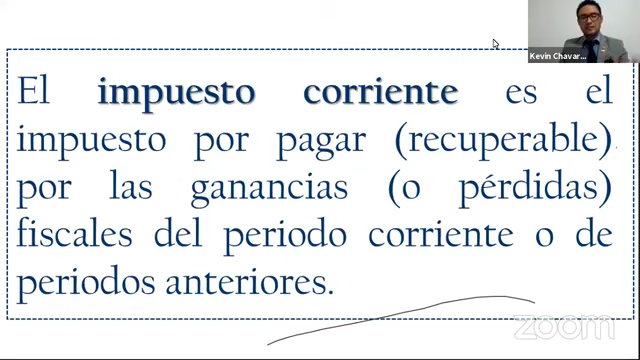 Kevin Chavar...
El impuesto corriente es el
impuesto por pagar (recuperable)
por las ganancias (o pérdidas)
fiscales del periodo corriente o de
periodos anteriores.
zoom